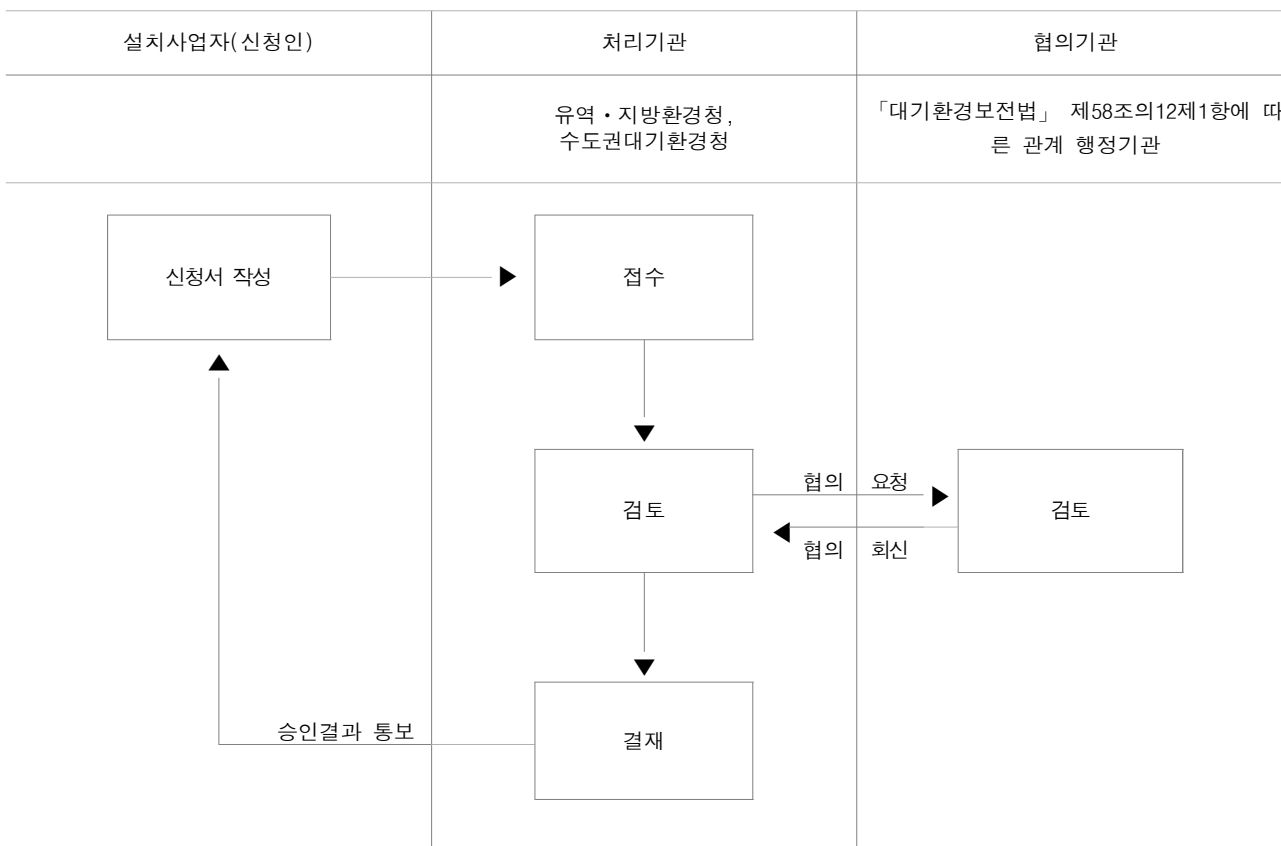 설치사업자(신청인)
처리기관
협의기관
유역・지방환경청,
수도권대기환경청
「대기환경보전법」 제58조의12제1항에 따
른 관계 행정기관
신청서 작성
접수
검토
협의 요청
협의 회신
검토
승인결과 통보
결재